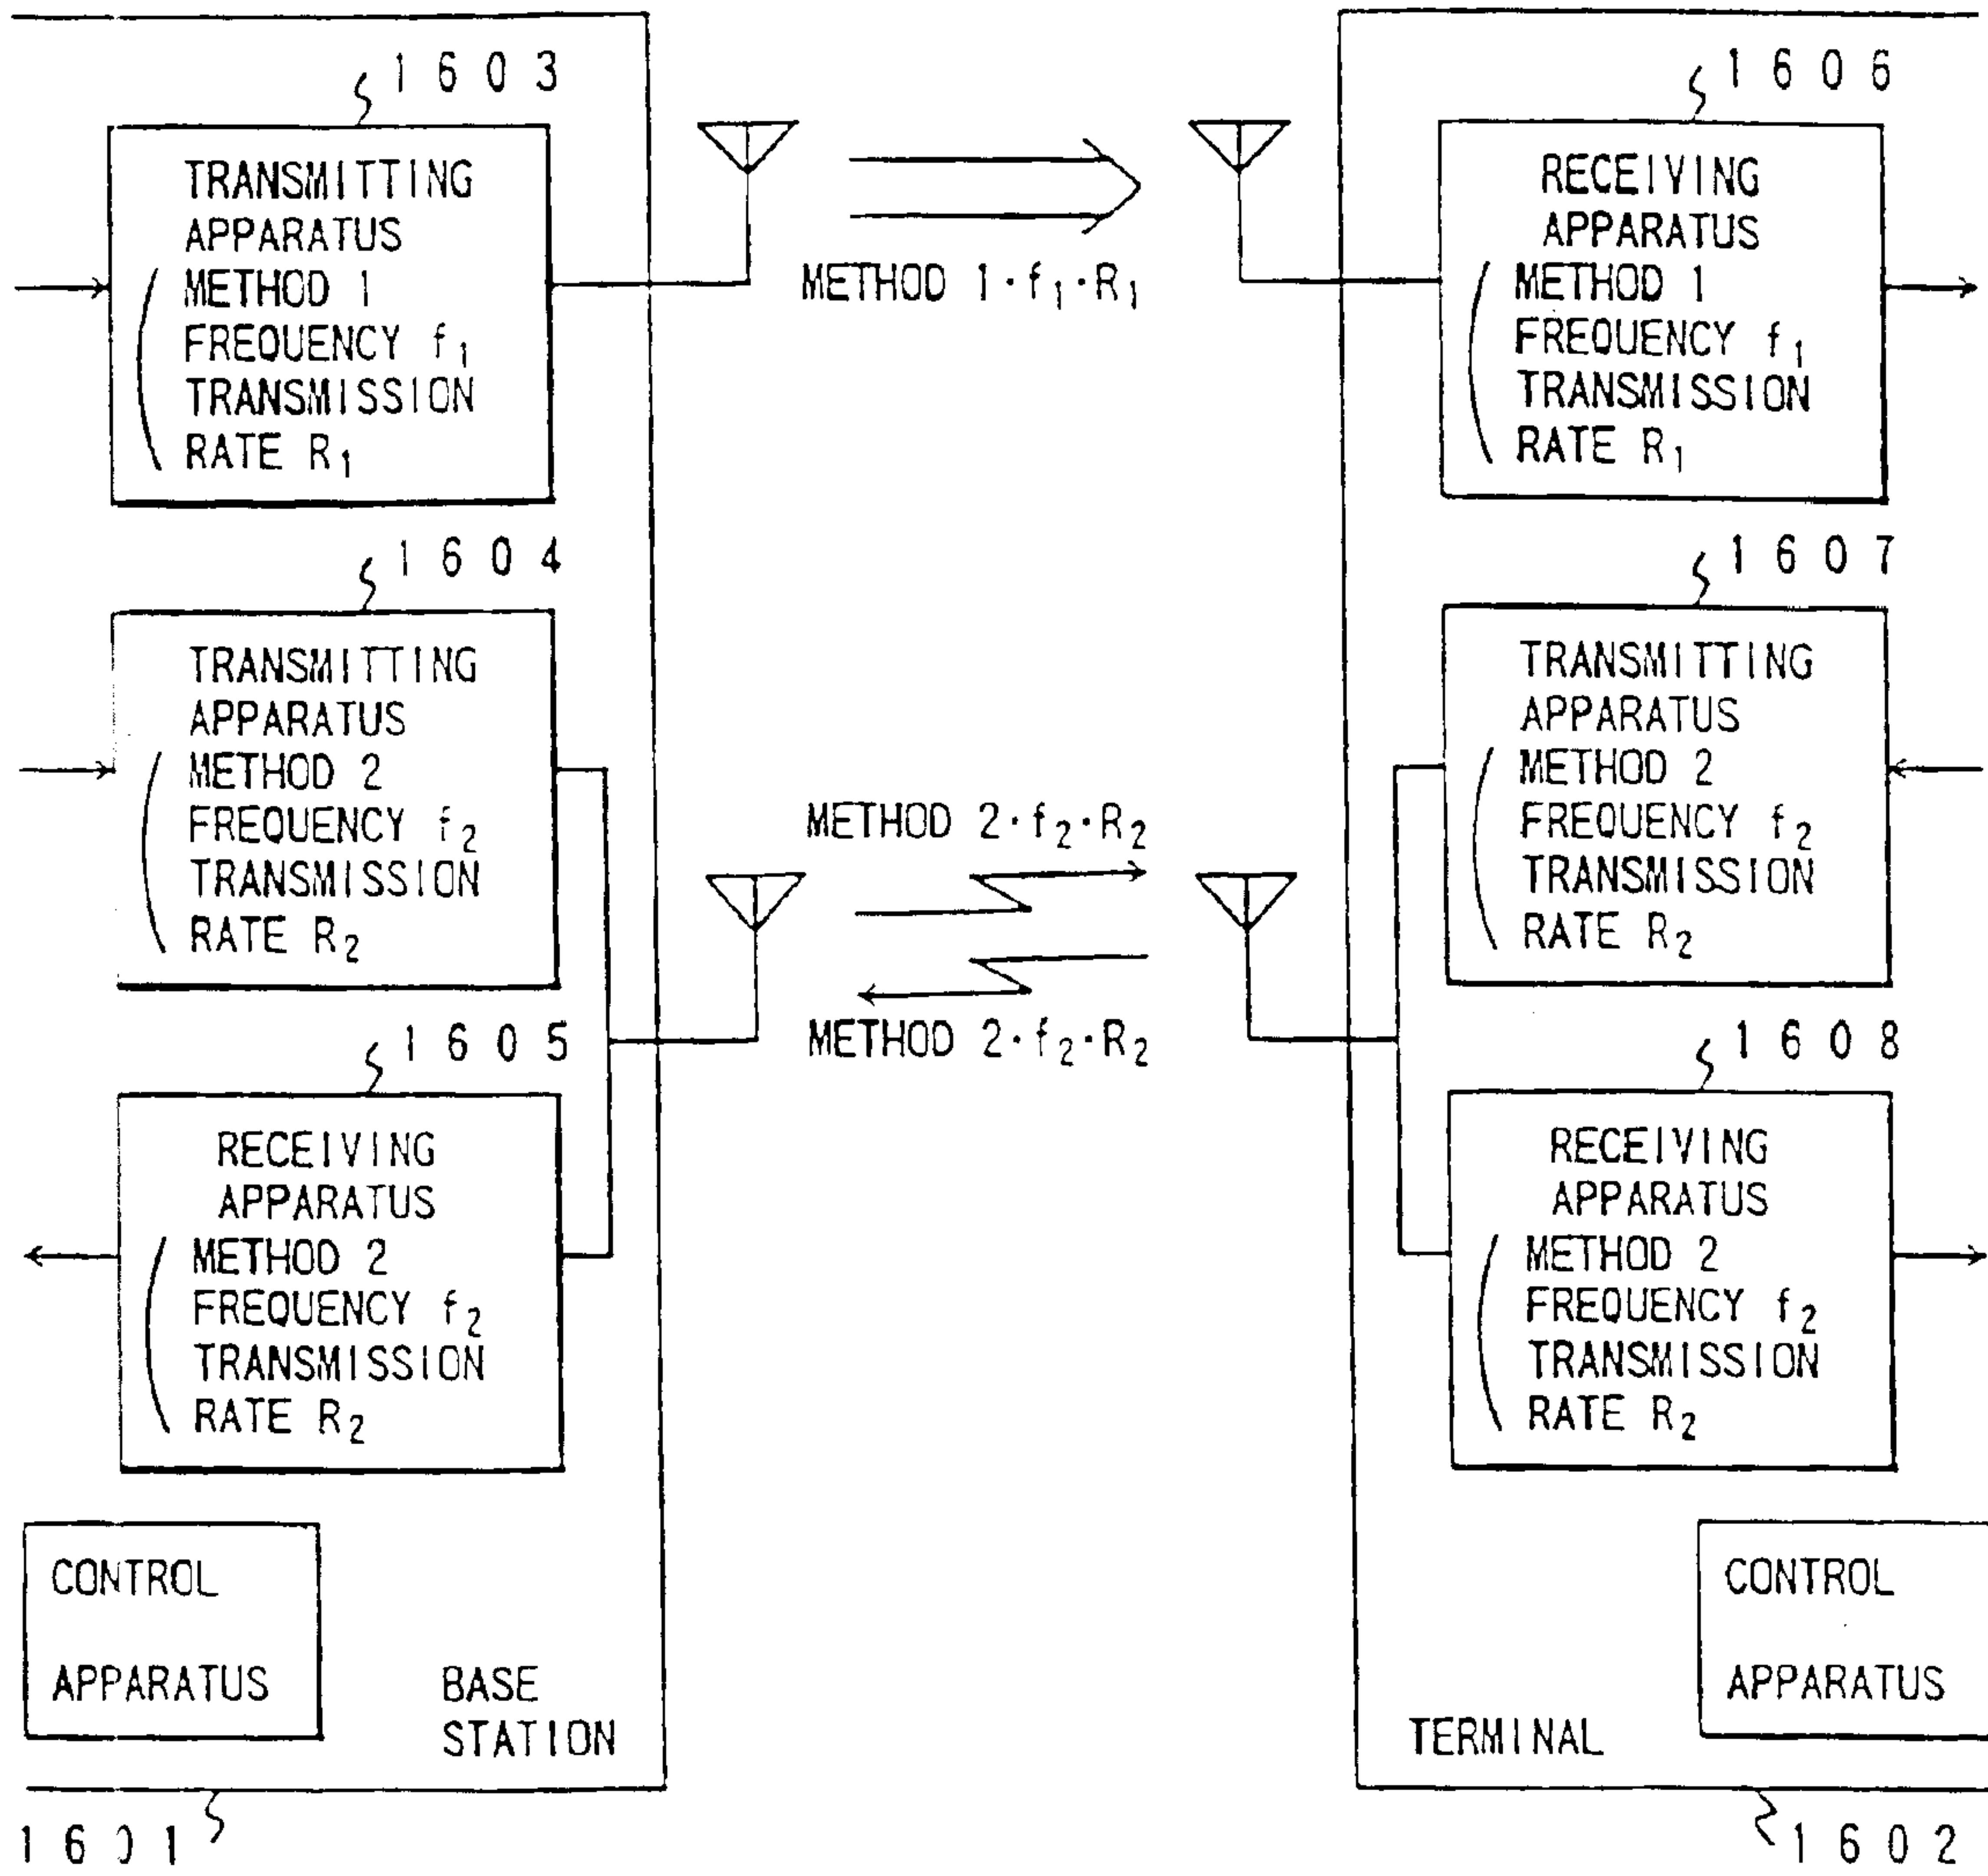 1603
TRANSMITTING
APPARATUS
METHOD 1
FREQUENCY f₁
TRANSMISSION
RATE R₁
METHOD 1·f₁·R₁
1606
RECEIVING
APPARATUS
METHOD 1
FREQUENCY f₁
TRANSMISSION
RATE R₁
1604
TRANSMITTING
APPARATUS
METHOD 2
FREQUENCY f₂
TRANSMISSION
RATE R₂
METHOD 2·f₂·R₂
METHOD 2·f₂·R₂
1607
TRANSMITTING
APPARATUS
METHOD 2
FREQUENCY f₂
TRANSMISSION
RATE R₂
1605
RECEIVING
APPARATUS
METHOD 2
FREQUENCY f₂
TRANSMISSION
RATE R₂
1608
RECEIVING
APPARATUS
METHOD 2
FREQUENCY f₂
TRANSMISSION
RATE R₂
CONTROL
APPARATUS
BASE
STATION
TERMINAL
CONTROL
APPARATUS
1601
1602